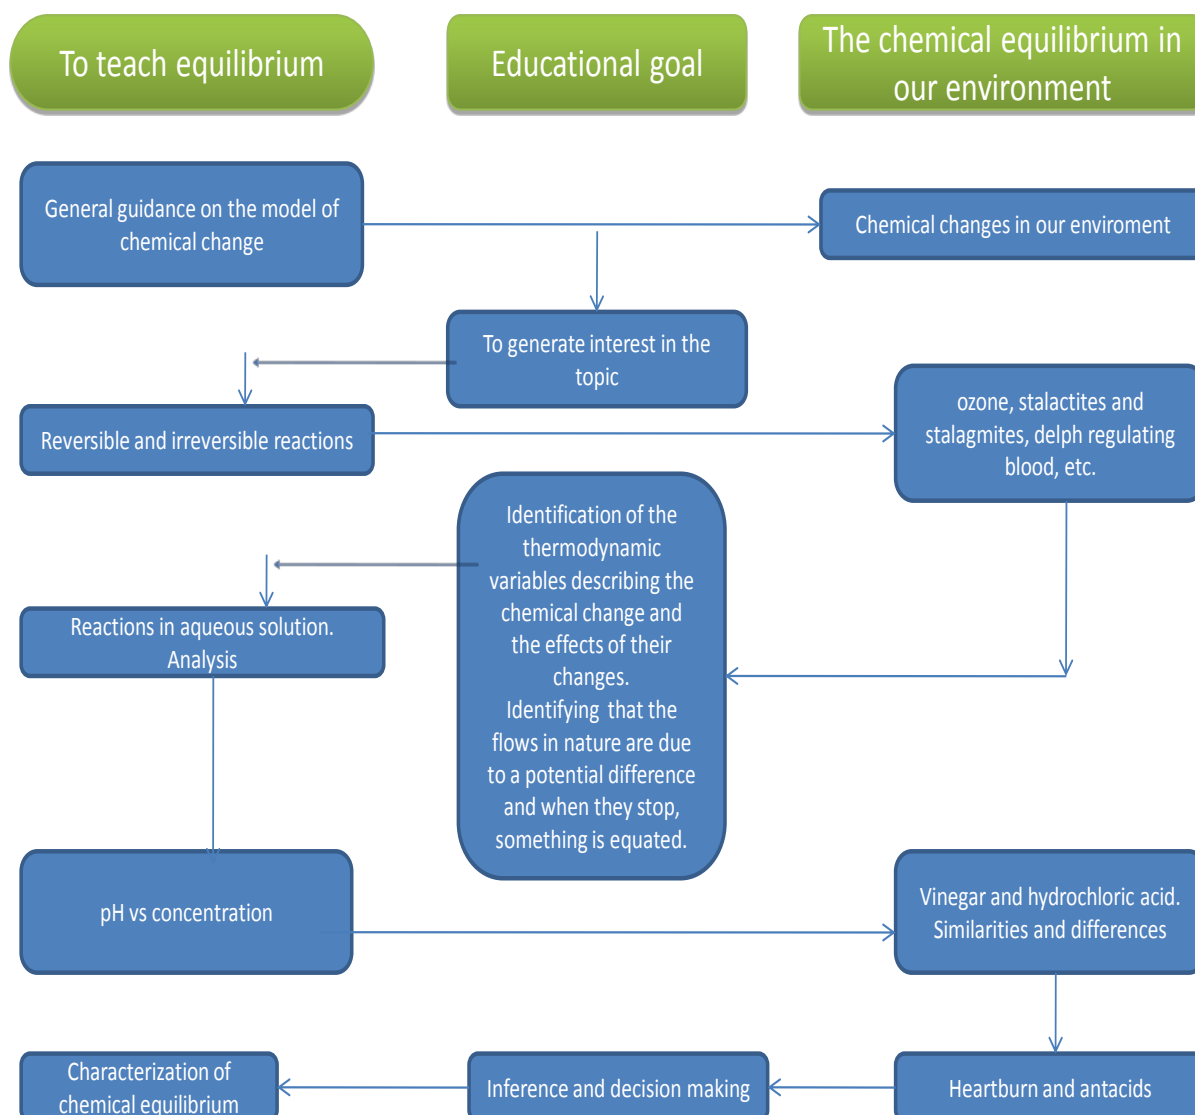 To teach equilibrium
Educational goal
The chemical equilibrium in
our environment
General guidance on the model of
chemical change
Chemical changes in our enviroment
To generate interest in the
topic
Reversible and irreversible reactions
ozone, stalactites and
stalagmites, delph regulating
blood, etc.
Identification of the
thermodynamic
variables describing the
chemical change and
the effects of their
changes.
Identifying that the
flows in nature are due
to a potential difference
and when they stop,
something is equated.
Reactions in aqueous solution.
Analysis
pH vs concentration
Vinegar and hydrochloric acid.
Similarities and differences
Characterization of
chemical equilibrium
Inference and decision making
Heartburn and antacids